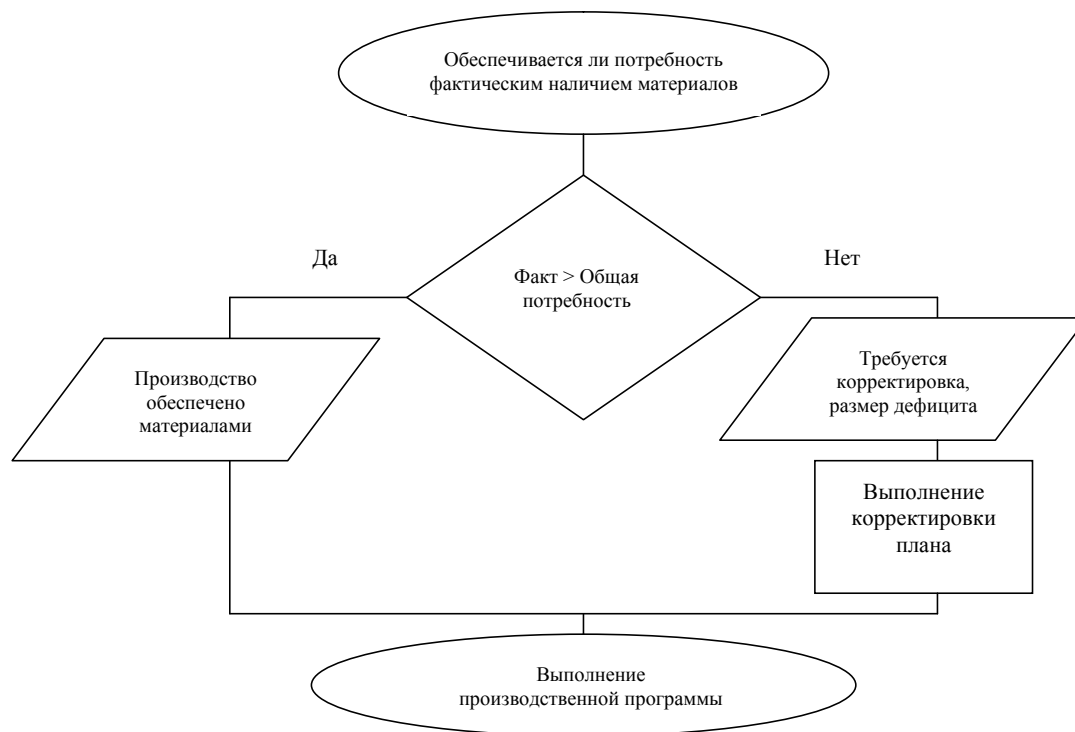 Обеспечивается ли потребность
фактическим наличием материалов
Да
Нет
Факт > Общая
потребность
Производство
обеспечено
материалами
Требуется
корректировка,
размер дефицита
Выполнение
корректировки
плана
Выполнение
производственной программы